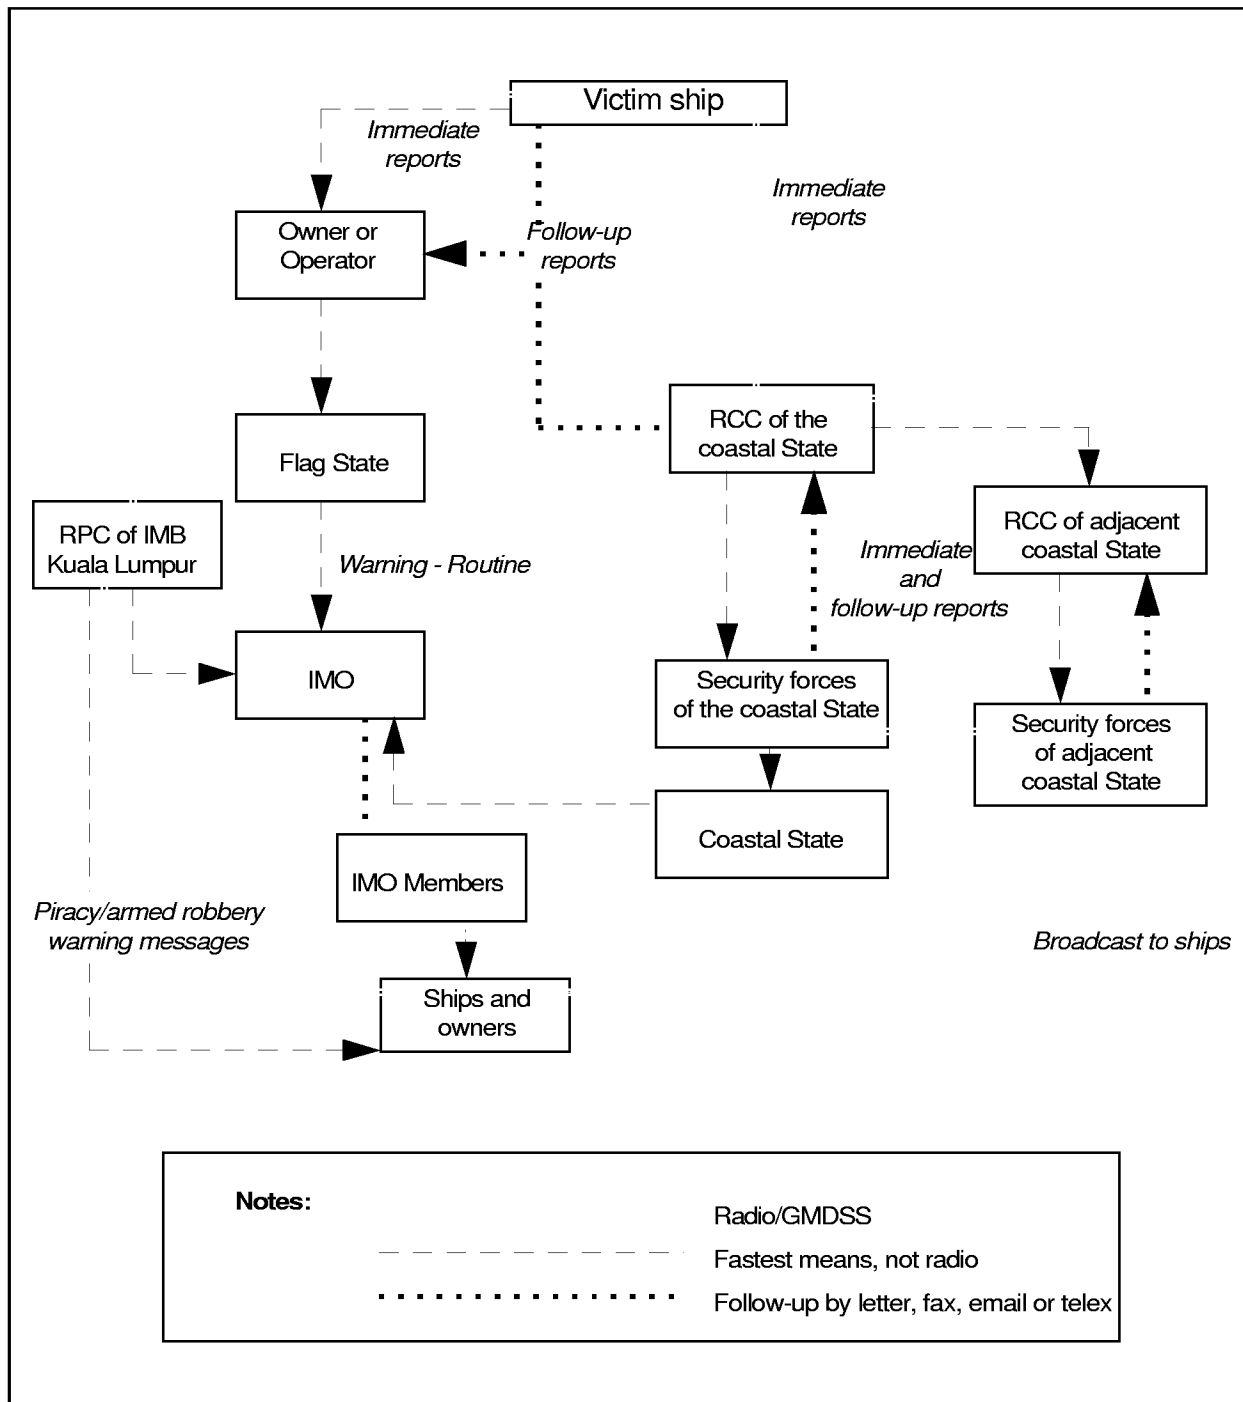 Victim ship
Immediate
reports
Immediate
reports
Owner or
Operator
Follow-up
reports
RCC of the
coastal State
Flag State
RPC of IMB
Kuala Lumpur
RCC of adjacent
coastal State
Warning - Routine
Immediate
and
follow-up reports
IMO
Security forces
of the coastal State
Security forces
of adjacent
coastal State
Coastal State
IMO Members
Piracy/armed robbery
warning messages
Broadcast to ships
Ships and
owners
Notes:
Radio/GMDSS
Fastest means, not radio
Follow-up by letter, fax, email or telex